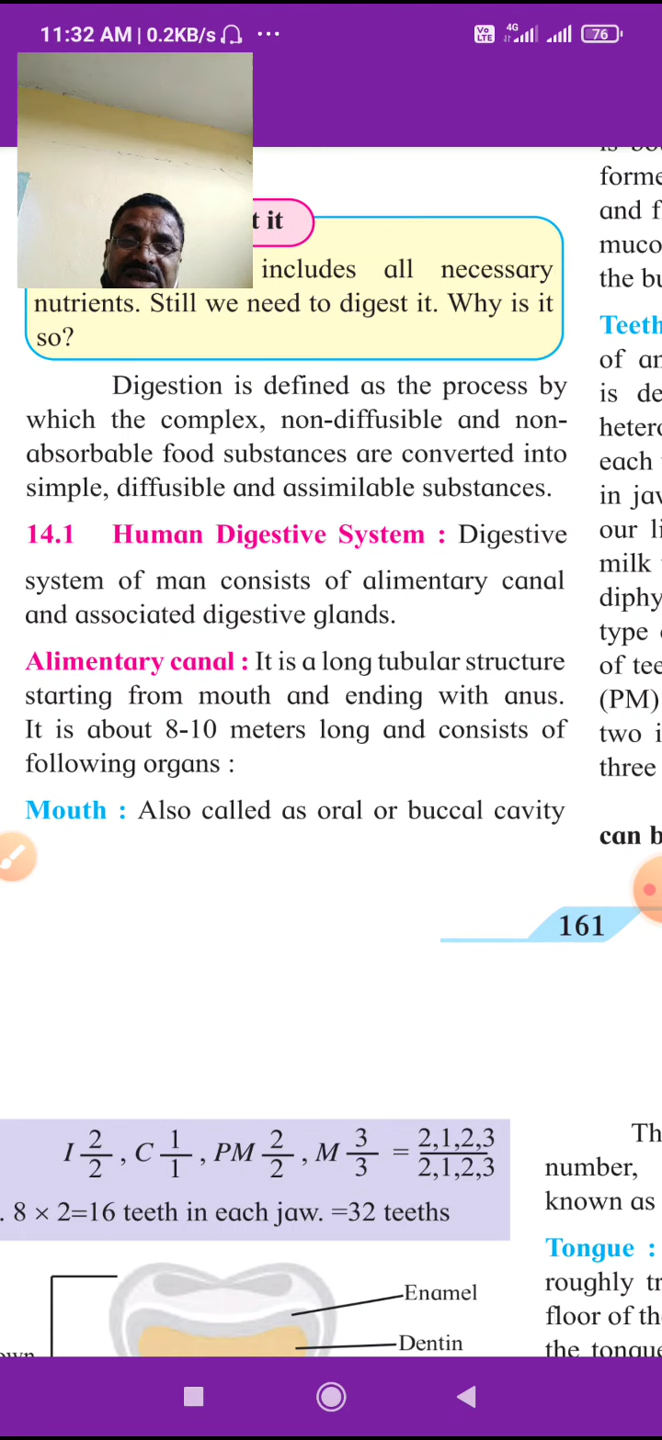 11:32 AM | 0.2KB/s
Vo
LTE
4G
76
t it
includes all necessary
nutrients. Still we need to digest it. Why is it
so?
Digestion is defined as the process by
which the complex, non-diffusible and non-
absorbable food substances are converted into
simple, diffusible and assimilable substances.
14.1 Human Digestive System : Digestive
system of man consists of alimentary canal
and associated digestive glands.
Alimentary canal : It is a long tubular structure
starting from mouth and ending with anus.
It is about 8-10 meters long and consists of
following organs :
Mouth : Also called as oral or buccal cavity
forme
and f
muco
the bu
Teeth
of an
is de
hetero
each
in jaw
our li
milk
diphy
type
of tee
(PM)
two i
three
can b
161
I 2/2 , C 1/1 , PM 2/2 , M 3/3 = 2,1,2,3/2,1,2,3
. 8 × 2=16 teeth in each jaw. =32 teeths
Enamel
Dentin
Th
number,
known as
Tongue :
roughly tr
floor of th
the tongue